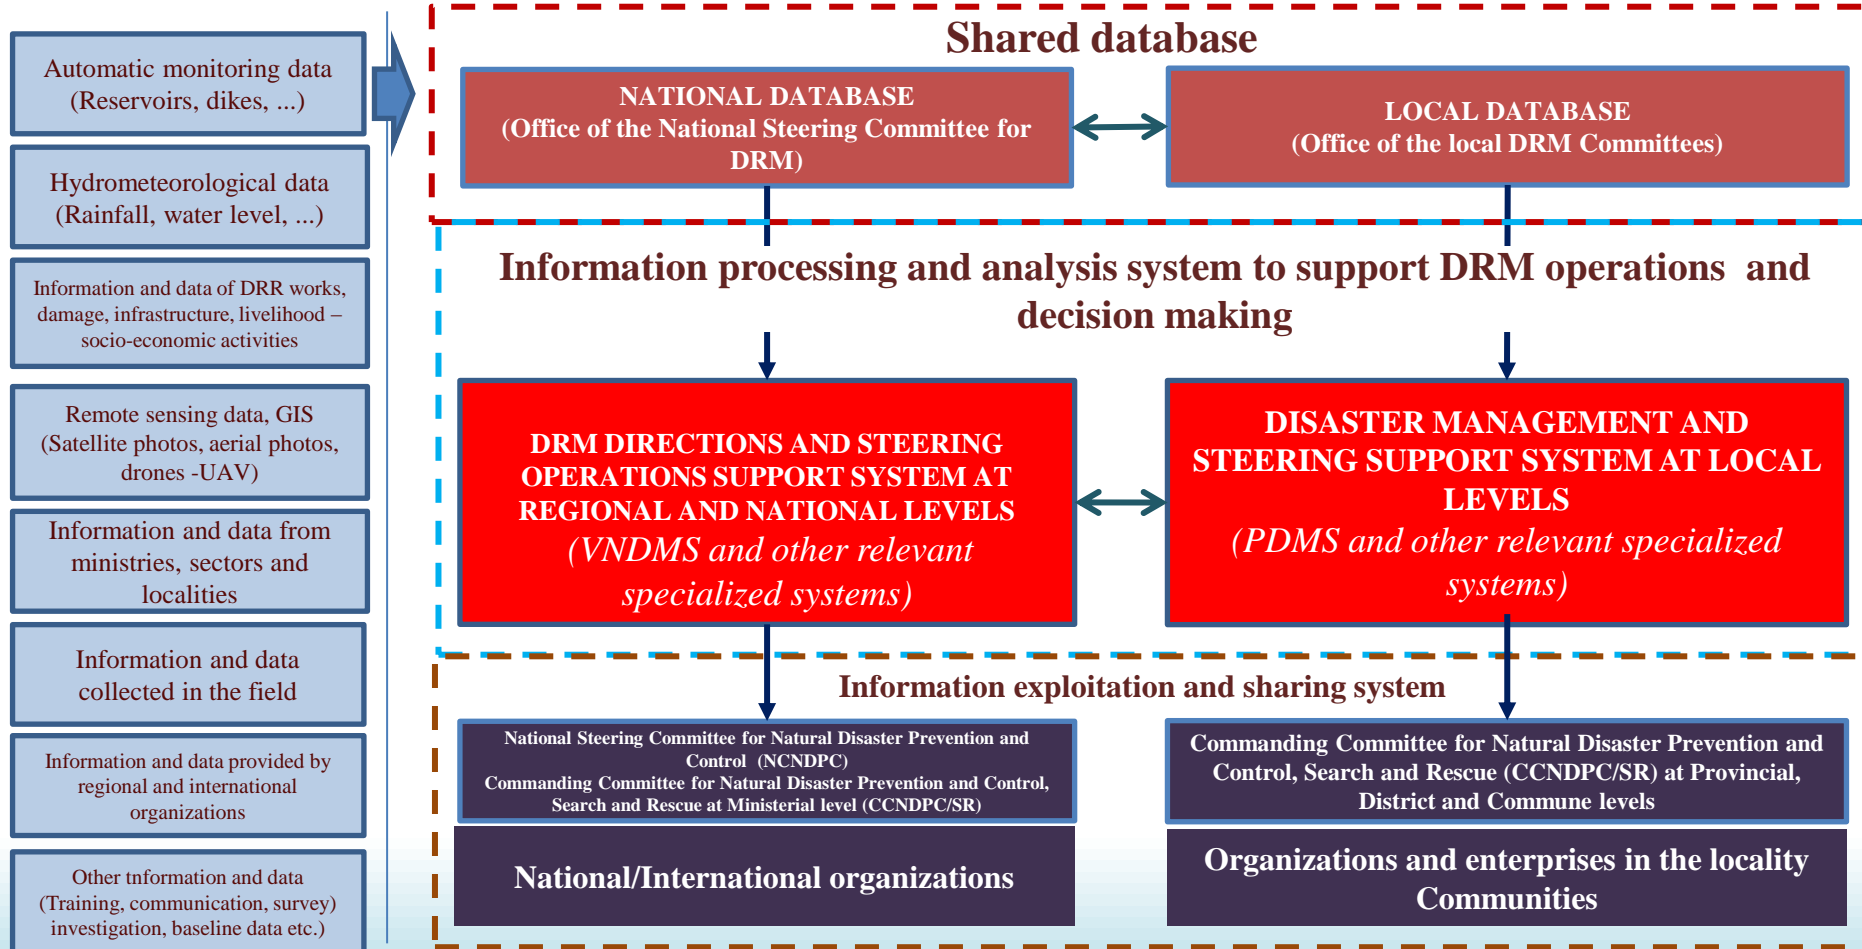 Automatic monitoring data
(Reservoirs, dikes, ...)
Hydrometeorological data
(Rainfall, water level, ...)
Information and data of DRR works,
damage, infrastructure, livelihood –
socio-economic activities
Remote sensing data, GIS
(Satellite photos, aerial photos,
drones -UAV)
Information and data from
ministries, sectors and
localities
Information and data
collected in the field
Information and data provided by
regional and international
organizations
Other tnformation and data
(Training, communication, survey)
investigation, baseline data etc.)
Shared database
NATIONAL DATABASE
(Office of the National Steering Committee for
DRM)
LOCAL DATABASE
(Office of the local DRM Committees)
Information processing and analysis system to support DRM operations and
decision making
DRM DIRECTIONS AND STEERING
OPERATIONS SUPPORT SYSTEM AT
REGIONAL AND NATIONAL LEVELS
(VNDMS and other relevant
specialized systems)
DISASTER MANAGEMENT AND
STEERING SUPPORT SYSTEM AT LOCAL
LEVELS
(PDMS and other relevant specialized
systems)
Information exploitation and sharing system
National Steering Committee for Natural Disaster Prevention and
Control (NCNDPC)
Commanding Committee for Natural Disaster Prevention and Control,
Search and Rescue at Ministerial level (CCNDPC/SR)
Commanding Committee for Natural Disaster Prevention and
Control, Search and Rescue (CCNDPC/SR) at Provincial,
District and Commune levels
National/International organizations
Organizations and enterprises in the locality
Communities